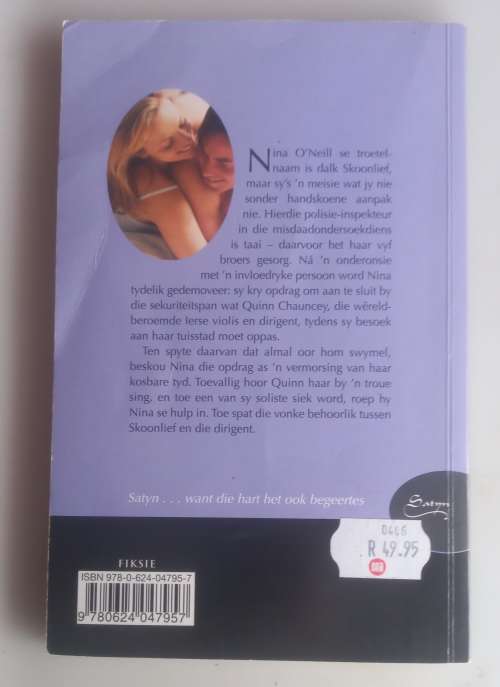 Nina O'Neill se troetel-
naam is dalk Skoonlief,
maar sy's 'n meisie wat jy nie
sonder handskoene aanpak
nie. Hierdie polisie-inspekteur
in die misdaadondersoekdiens
is taai – daarvoor het haar vyf
broers gesorg. Ná 'n onderonsie
met 'n invloedryke persoon word Nina
tydelik gedemoveer: sy kry opdrag om aan te sluit by
die sekuriteitspan wat Quinn Chauncey, die wêreld-
beroemde Ierse violis en dirigent, tydens sy besoek
aan haar tuisstad moet oppas.
Ten spyte daarvan dat almal oor hom swymel,
beskou Nina die opdrag as 'n vermorsing van haar
kosbare tyd. Toevallig hoor Quinn haar by 'n troue
sing, en toe een van sy soliste siek word, roep hy
Nina se hulp in. Toe spat die vonke behoorlik tussen
Skoonlief en die dirigent.
Satyn . . . want die hart het ook begeertes
Satyn
0466
R 49.95
FIKSIE
ISBN 978-0-624-04795-7
9 780624 047957